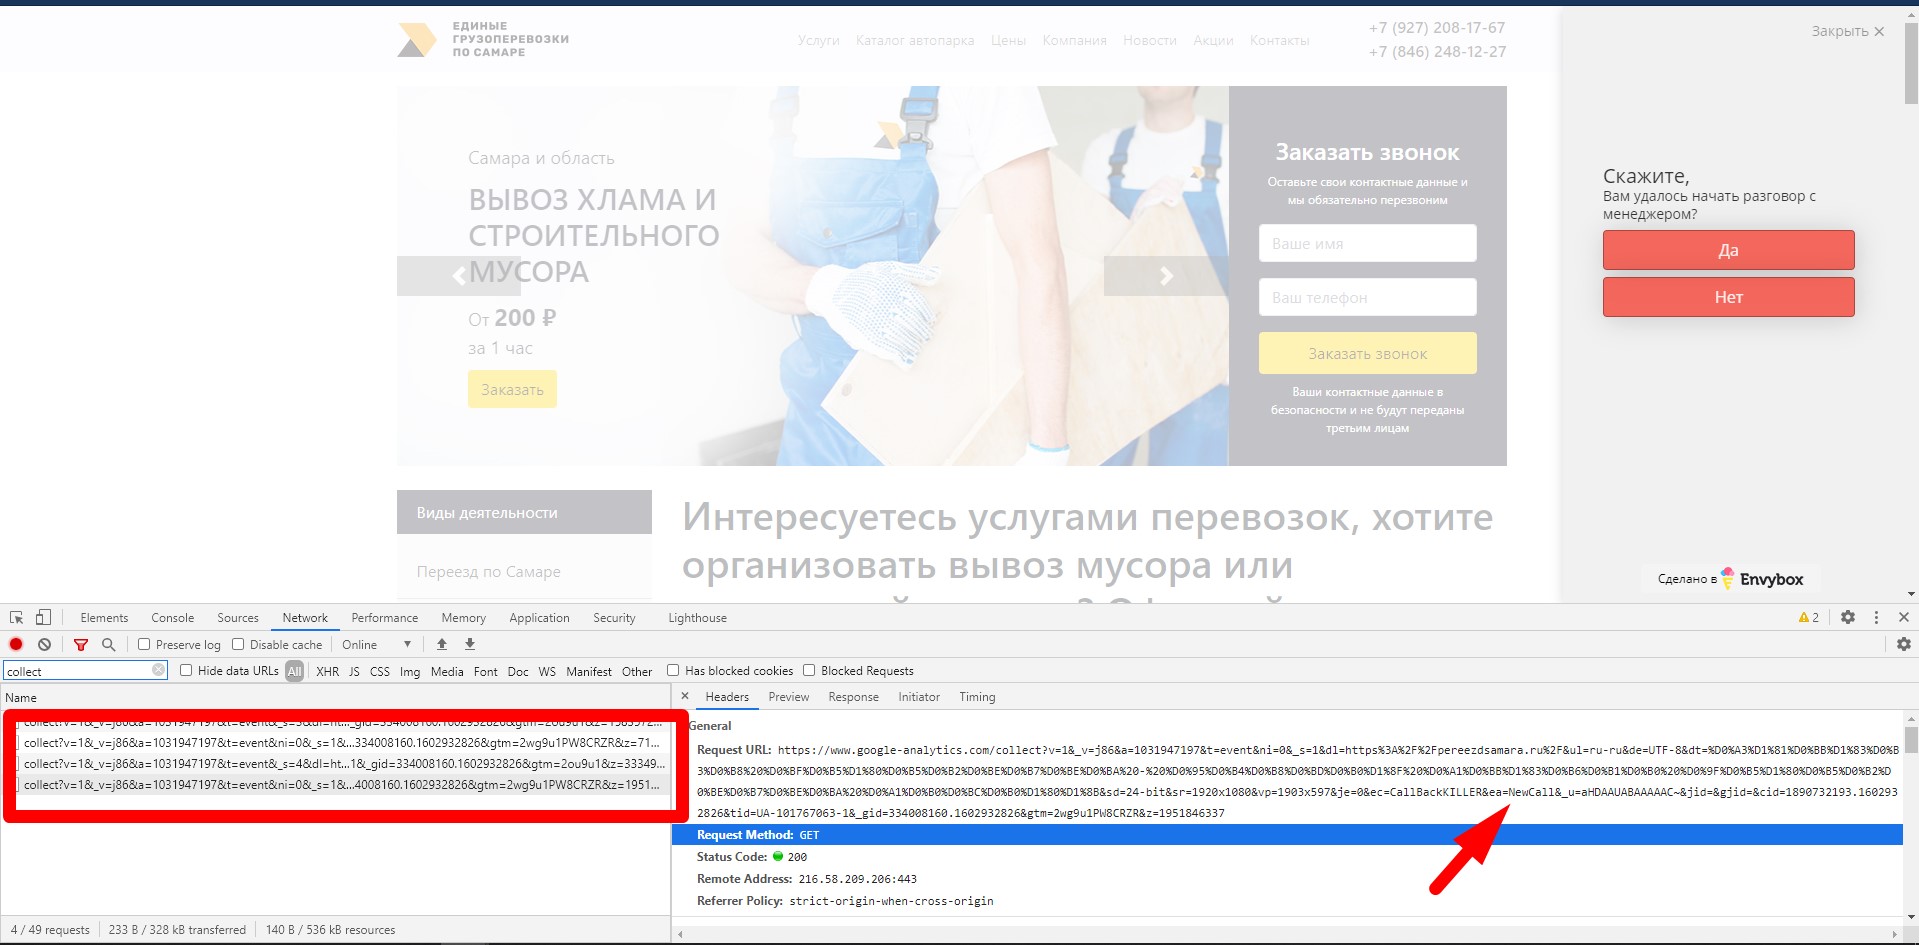 ЕДИНЫЕ
ГРУЗОПЕРЕВОЗКИ
ПО САМАРЕ
Услуги Каталог автопарка Цены Компания Новости Акции Контакты
+7 (927) 208-17-67
+7 (846) 248-12-27
Закрыть ✕
Самара и область
ВЫВОЗ ХЛАМА И
СТРОИТЕЛЬНОГО
МУСОРА
От 200 ₽
за 1 час
Заказать
Заказать звонок
Оставьте свои контактные данные и
мы обязательно перезвоним
Ваше имя
Ваш телефон
Заказать звонок
Ваши контактные данные в
безопасности и не будут переданы
третьим лицам
Скажите,
Вам удалось начать разговор с
менеджером?
Да
Нет
Виды деятельности
Переезд по Самаре
Интересуетесь услугами перевозок, хотите
организовать вывоз мусора или
Сделано в Envybox
Elements Console Sources Network Performance Memory Application Security Lighthouse 2
Preserve log Disable cache Online
collect Hide data URLs All XHR JS CSS Img Media Font Doc WS Manifest Other Has blocked cookies Blocked Requests
Name
collect?v=1&_v=j86&a=1031947197&t=event&ni=0&_s=1&...334008160.1602932826&gtm=2wg9u1PW8CRZR&z=71...
collect?v=1&_v=j86&a=1031947197&t=event&_s=4&dl=ht...1&_gid=334008160.1602932826&gtm=2ou9u1&z=33349...
collect?v=1&_v=j86&a=1031947197&t=event&ni=0&_s=1&...4008160.1602932826&gtm=2wg9u1PW8CRZR&z=1951...
4 / 49 requests 233 B / 328 kB transferred 140 B / 536 kB resources
Headers Preview Response Initiator Timing
General
Request URL: https://www.google-analytics.com/collect?v=1&_v=j86&a=1031947197&t=event&ni=0&_s=1&dl=https%3A%2F%2Fpereezdsamara.ru%2F&ul=ru-ru&de=UTF-8&dt=%D0%A3%D1%81%D0%BB%D1%83%D0%B
3%D0%B8%20%D0%BF%D0%B5%D1%80%D0%B5%D0%B2%D0%BE%D0%B7%D0%BE%D0%BA%20-%20%D0%95%D0%B4%D0%B8%D0%BD%D0%B0%D1%8F%20%D0%A1%D0%BB%D1%83%D0%B6%D0%B1%D0%B0%20%D0%9F%D0%B5%D1%80%D0%B5%D0%B2%D
0%BE%D0%B7%D0%BE%D0%BA%20%D0%A1%D0%B0%D0%BC%D0%B0%D1%80%D1%8B&sd=24-bit&sr=1920x1080&vp=1903x597&je=0&ec=CallBackKILLER&ea=NewCall&_u=aHDAAUABAAAAAC~&jid=&gjid=&cid=1890732193.160293
2826&tid=UA-101767063-1&_gid=334008160.1602932826&gtm=2wg9u1PW8CRZR&z=1951846337
Request Method: GET
Status Code: 200
Remote Address: 216.58.209.206:443
Referrer Policy: strict-origin-when-cross-origin